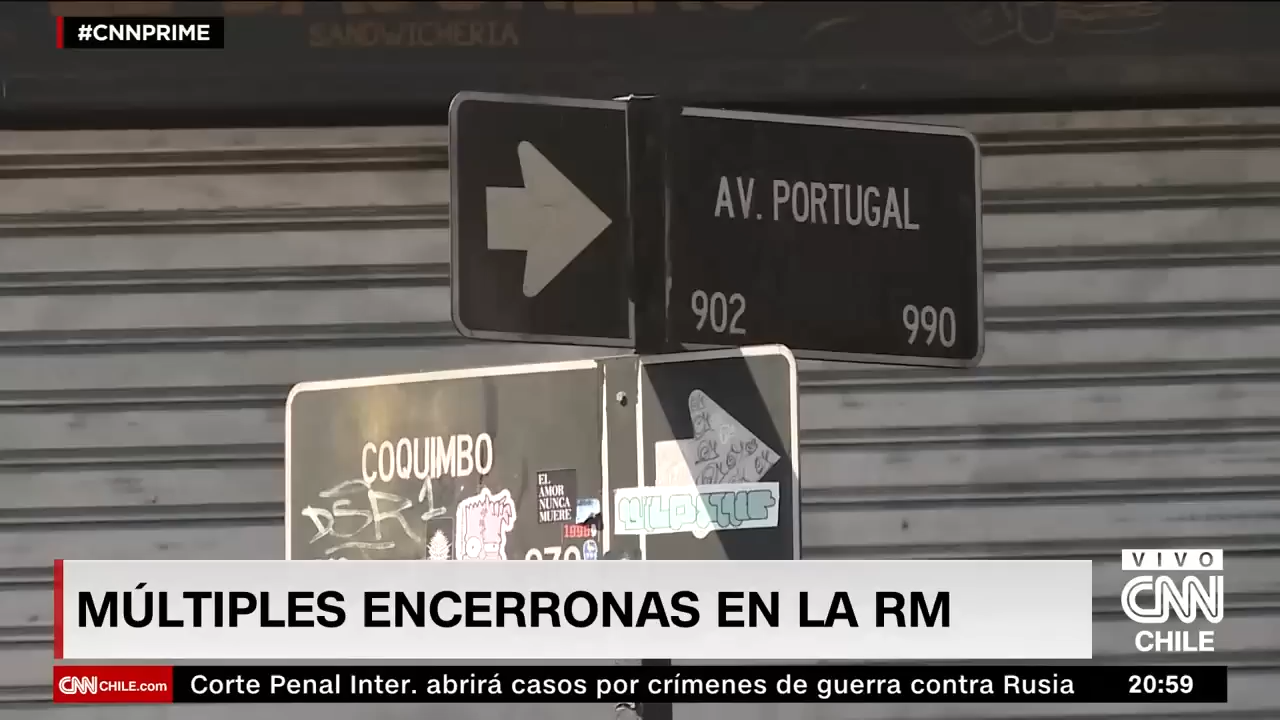 #CNNPRIME
SANDWICHERIA
AV. PORTUGAL
902 990
COQUIMBO
DSR1
EL
AMOR
NUNCA
MUERE
MÚLTIPLES ENCERRONAS EN LA RM
VIVO
CNN
CHILE
CNNCHILE.com Corte Penal Inter. abrirá casos por crímenes de guerra contra Rusia 20:59